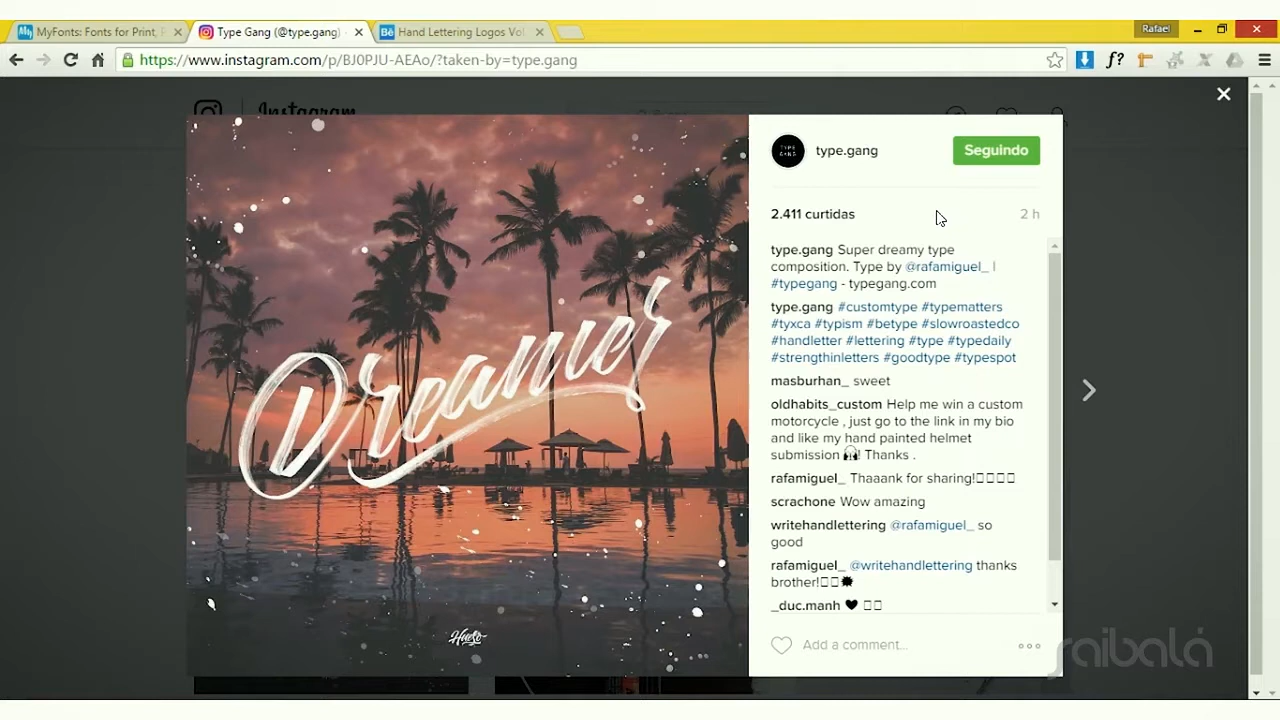 MyFonts: Fonts for Print,
Type Gang (@type.gang)
Hand Lettering Logos Vol
Rafael
https://www.instagram.com/p/BJ0PJU-AEAo/?taken-by=type.gang
f?
Instagram
Dreamer
Hueso
TYPE GANG
type.gang
Seguindo
2.411 curtidas
2 h
type.gang Super dreamy type
composition. Type by @rafamiguel_ |
#typegang - typegang.com
type.gang #customtype #typematters
#tyxca #typism #betype #slowroastedco
#handletter #lettering #type #typedaily
#strengthinletters #goodtype #typespot
masburhan_ sweet
oldhabits_custom Help me win a custom
motorcycle , just go to the link in my bio
and like my hand painted helmet
submission ! Thanks .
rafamiguel_ Thaaank for sharing!
scrachone Wow amazing
writehandlettering @rafamiguel_ so
good
rafamiguel_ @writehandlettering thanks
brother!
_duc.manh ♥
Add a comment...
raibalá